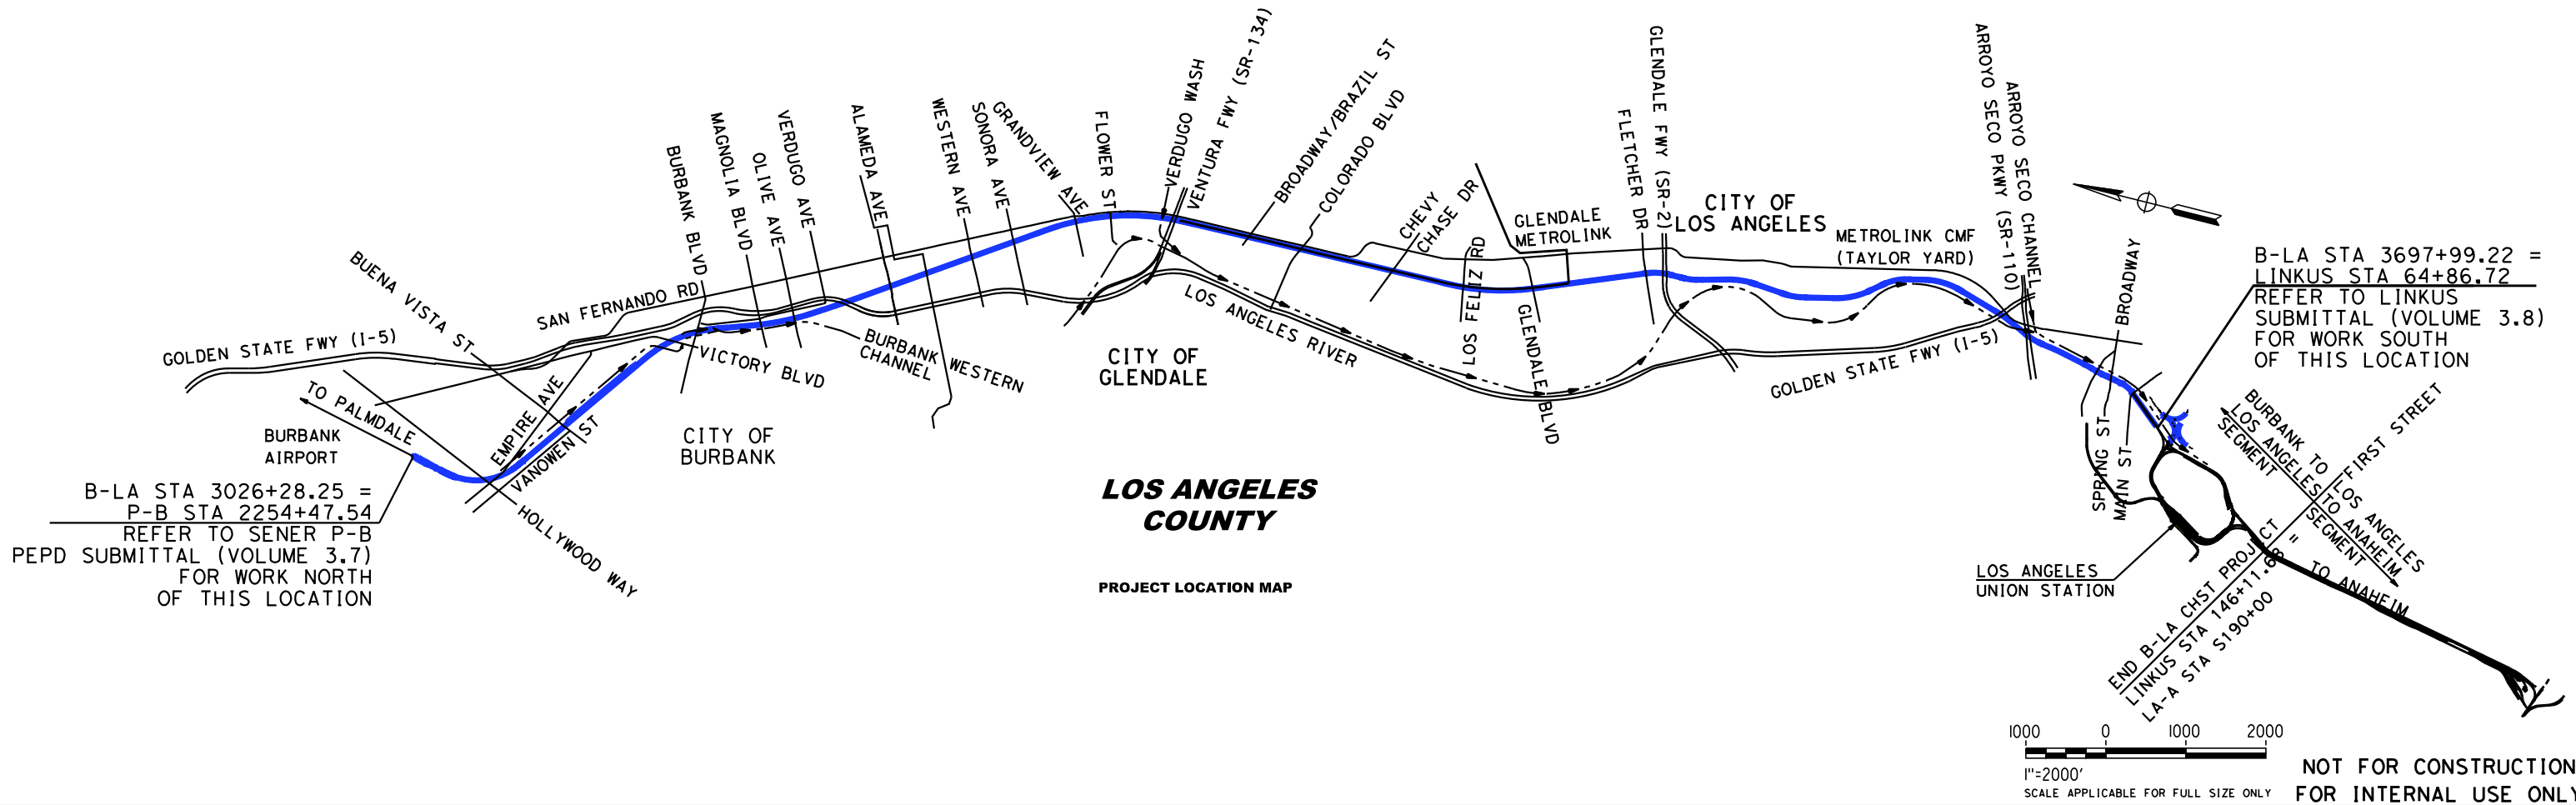 BURBANK BLVD
MAGNOLIA BLVD
OLIVE AVE
VERDUGO AVE
ALAMEDA AVE
WESTERN AVE
SONORA AVE
GRANDVIEW AVE
FLOWER ST
VERDUGO WASH
VENTURA FWY (SR-134)
BROADWAY/BRAZIL ST
COLORADO BLVD
CHEVY
CHASE DR
GLENDALE
METROLINK
LOS FELIZ RD
GLENDALE BLVD
FLETCHER DR
GLENDALE FWY (SR-2)
CITY OF
LOS ANGELES
METROLINK CMF
(TAYLOR YARD)
ARROYO SECO PKWY (SR-110)
ARROYO SECO CHANNEL
BROADWAY
B-LA STA 3697+99.22 =
LINKUS STA 64+86.72
REFER TO LINKUS
SUBMITTAL (VOLUME 3.8)
FOR WORK SOUTH
OF THIS LOCATION
BUENA VISTA ST
SAN FERNANDO RD
GOLDEN STATE FWY (I-5)
TO PALMDALE
BURBANK
AIRPORT
EMPIRE AVE
VANOWEN ST
VICTORY BLVD
BURBANK WESTERN
CHANNEL
LOS ANGELES RIVER
CITY OF
GLENDALE
CITY OF
BURBANK
GOLDEN STATE FWY (I-5)
B-LA STA 3026+28.25 =
P-B STA 2254+47.54
REFER TO SENER P-B
PEPD SUBMITTAL (VOLUME 3.7)
FOR WORK NORTH
OF THIS LOCATION
HOLLYWOOD WAY
LOS ANGELES
COUNTY
PROJECT LOCATION MAP
SPRING ST
MAIN ST
BURBANK TO
LOS ANGELES
SEGMENT
FIRST STREET
LOS ANGELES
TO ANAHEIM
SEGMENT
LOS ANGELES
UNION STATION
END B-LA CHST PROJECT
LINKUS STA 146+11.68 =
LA-A STA S190+00
TO ANAHEIM
1000 0 1000 2000
1"=2000'
SCALE APPLICABLE FOR FULL SIZE ONLY
NOT FOR CONSTRUCTION
FOR INTERNAL USE ONLY